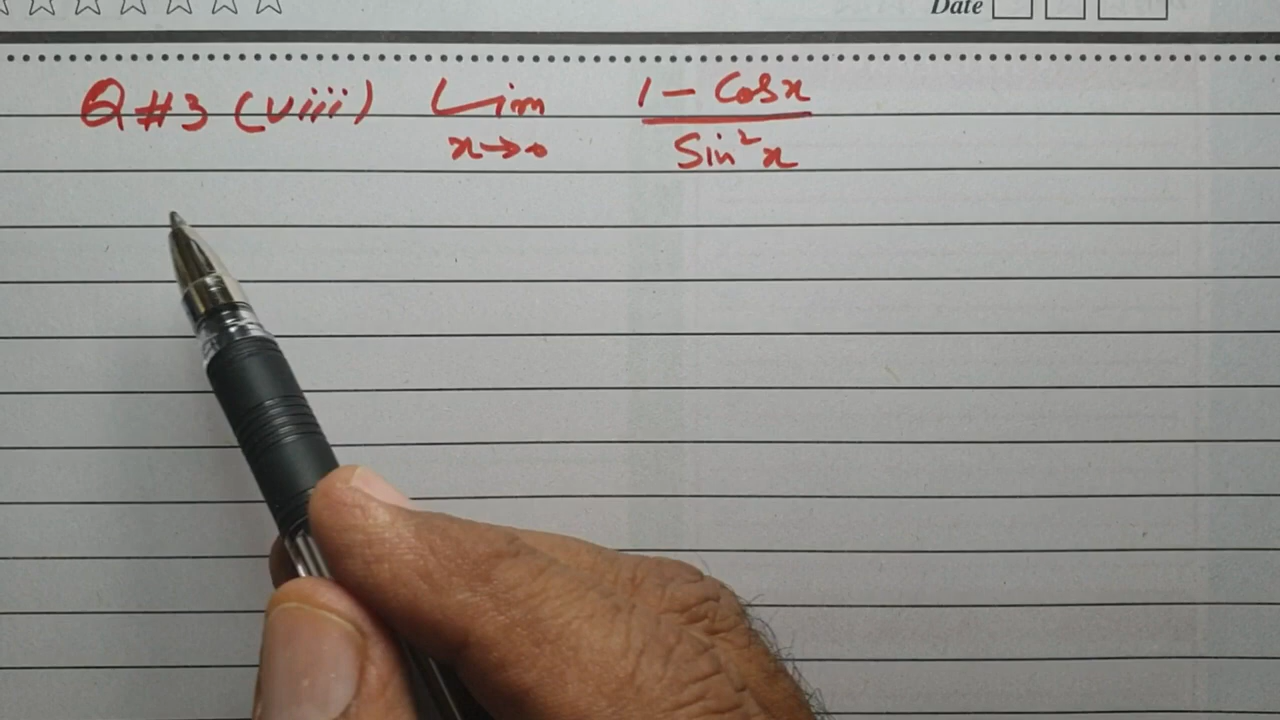 Date
Q#3 (viii) Lim x→0 1-Cosx / Sin²x